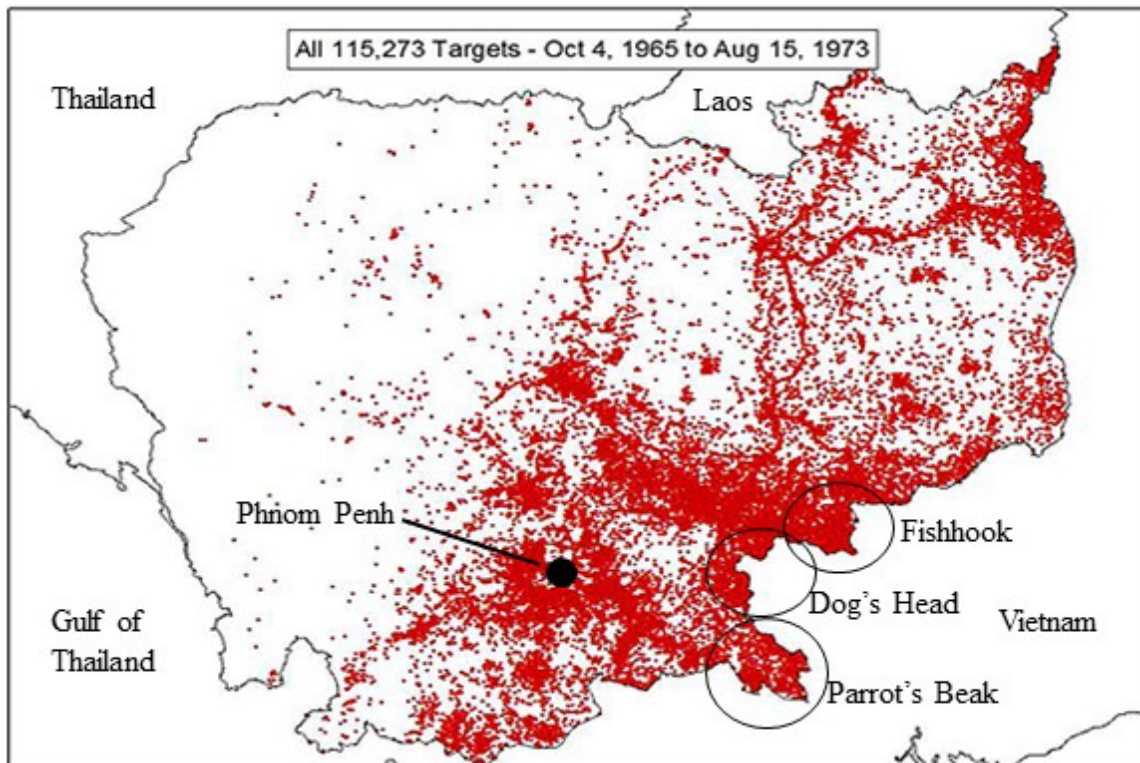 All 115,273 Targets - Oct 4, 1965 to Aug 15, 1973
Thailand
Laos
Phnom Penh
Fishhook
Dog's Head
Gulf of
Thailand
Vietnam
Parrot's Beak